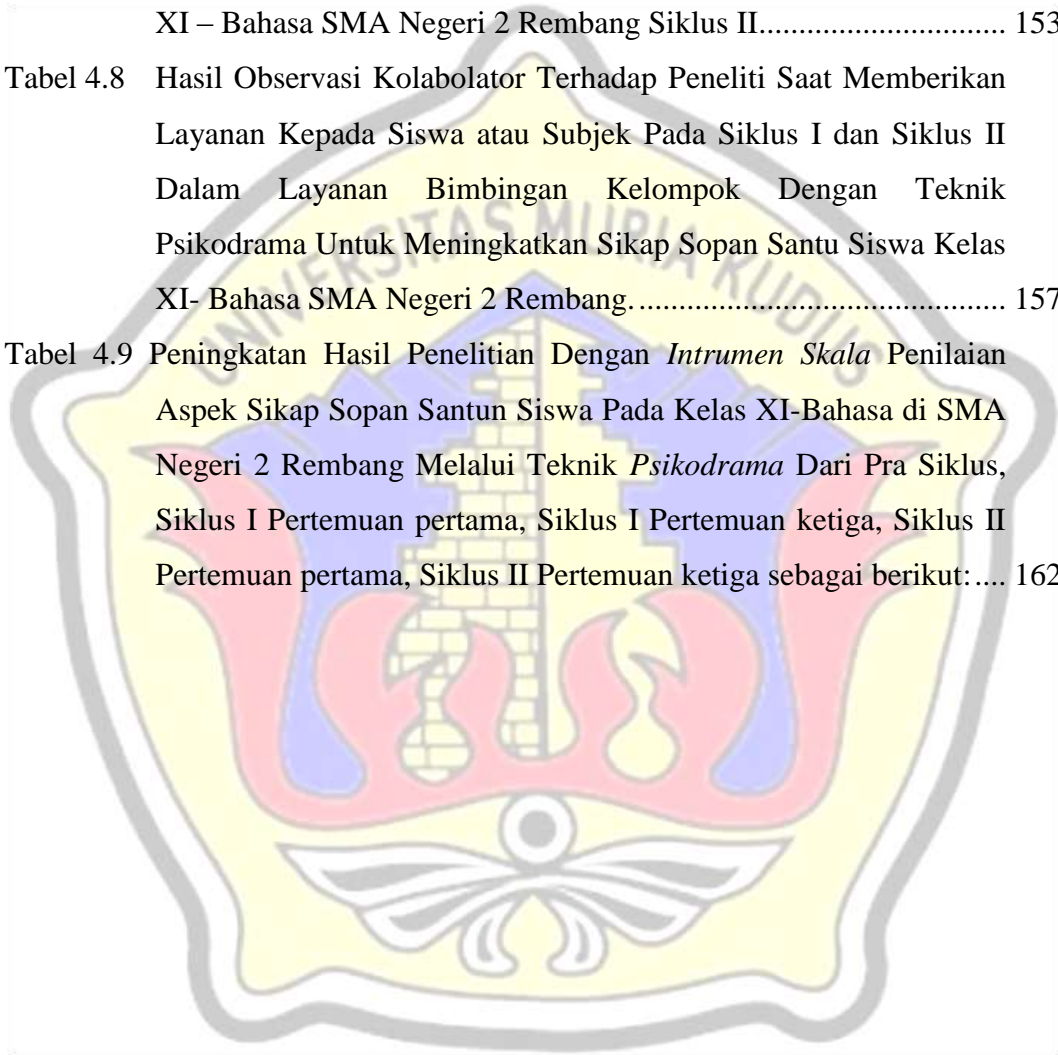 XI – Bahasa SMA Negeri 2 Rembang Siklus II............................... 153
Tabel 4.8 Hasil Observasi Kolabolator Terhadap Peneliti Saat Memberikan
Layanan Kepada Siswa atau Subjek Pada Siklus I dan Siklus II
Dalam Layanan Bimbingan Kelompok Dengan Teknik
Psikodrama Untuk Meningkatkan Sikap Sopan Santu Siswa Kelas
XI- Bahasa SMA Negeri 2 Rembang............................................... 157
Tabel 4.9 Peningkatan Hasil Penelitian Dengan Intrumen Skala Penilaian
Aspek Sikap Sopan Santun Siswa Pada Kelas XI-Bahasa di SMA
Negeri 2 Rembang Melalui Teknik Psikodrama Dari Pra Siklus,
Siklus I Pertemuan pertama, Siklus I Pertemuan ketiga, Siklus II
Pertemuan pertama, Siklus II Pertemuan ketiga sebagai berikut:.... 162
UNIVERSITAS MURIA KUDUS